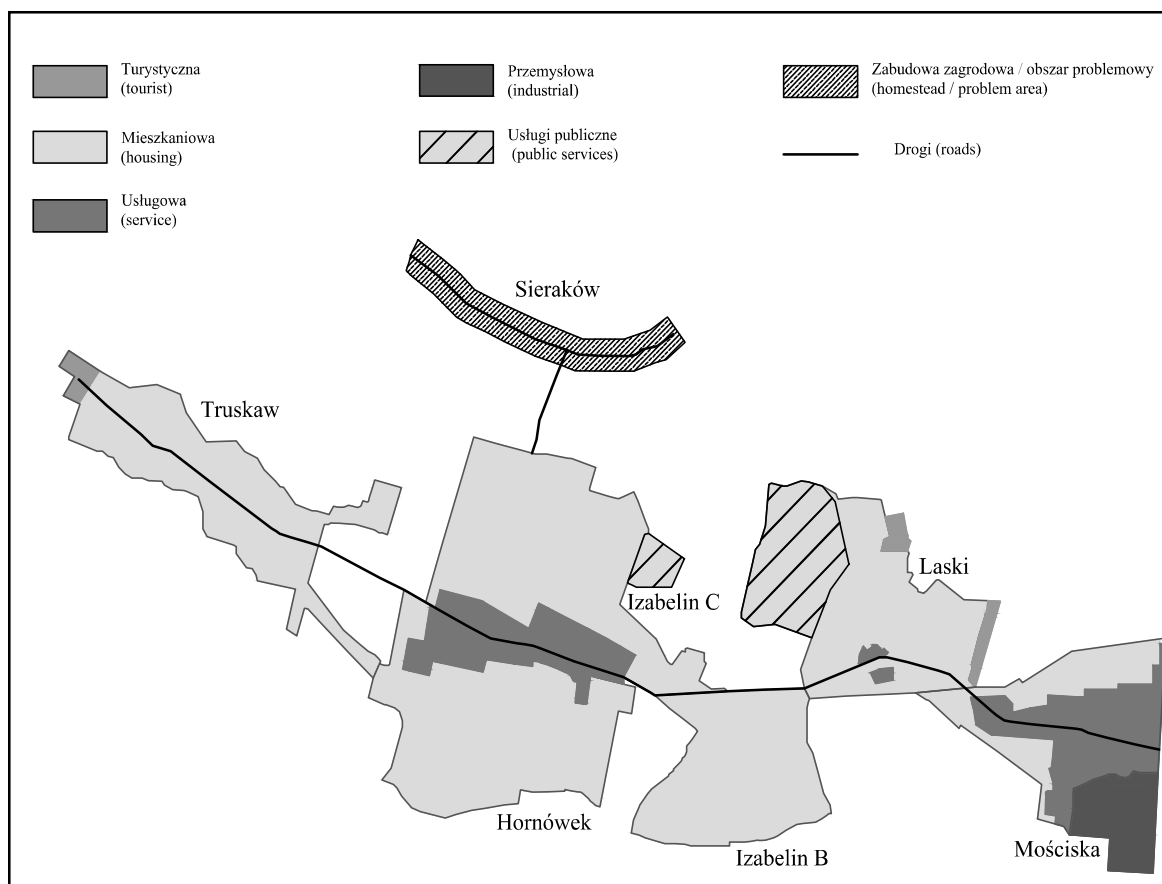 Turystyczna
(tourist)
Mieszkaniowa
(housing)
Usługowa
(service)
Przemysłowa
(industrial)
Usługi publiczne
(public services)
Zabudowa zagrodowa / obszar problemowy
(homestead / problem area)
Drogi (roads)
Sieraków
Truskaw
Laski
Izabelin C
Hornówek
Izabelin B
Mościska